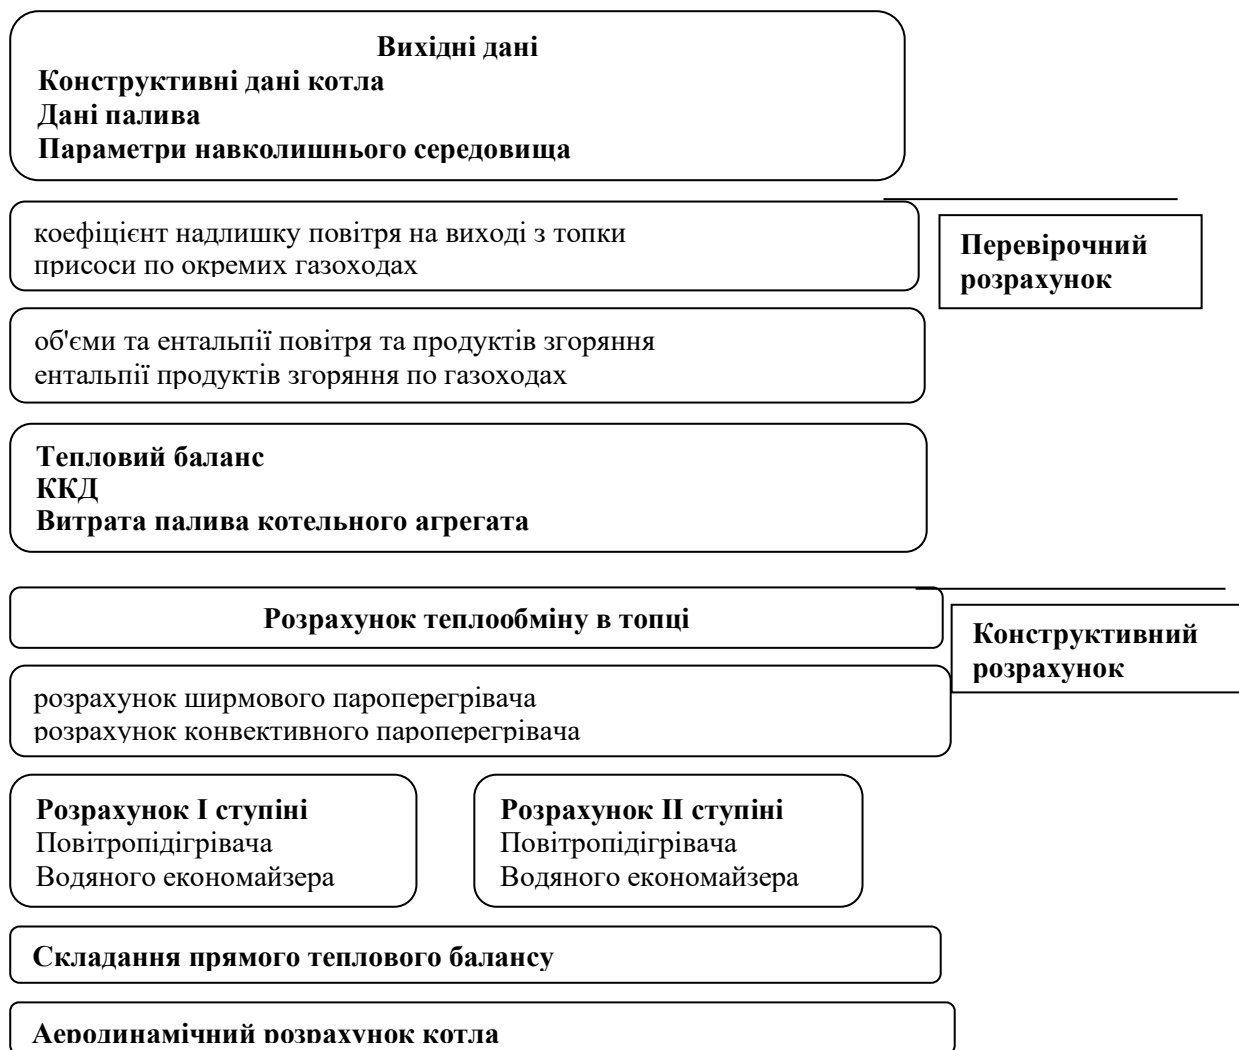 Вихідні дані
Конструктивні дані котла
Дані палива
Параметри навколишнього середовища
коефіцієнт надлишку повітря на виході з топки
присоси по окремих газоходах
Перевірочний
розрахунок
об'єми та ентальпії повітря та продуктів згоряння
ентальпії продуктів згоряння по газоходах
Тепловий баланс
ККД
Витрата палива котельного агрегата
Розрахунок теплообміну в топці
Конструктивний
розрахунок
розрахунок ширмового пароперегрівача
розрахунок конвективного пароперегрівача
Розрахунок І ступіні
Повітропідігрівача
Водяного економайзера
Розрахунок ІІ ступіні
Повітропідігрівача
Водяного економайзера
Складання прямого теплового балансу
Аеродинамічний розрахунок котла